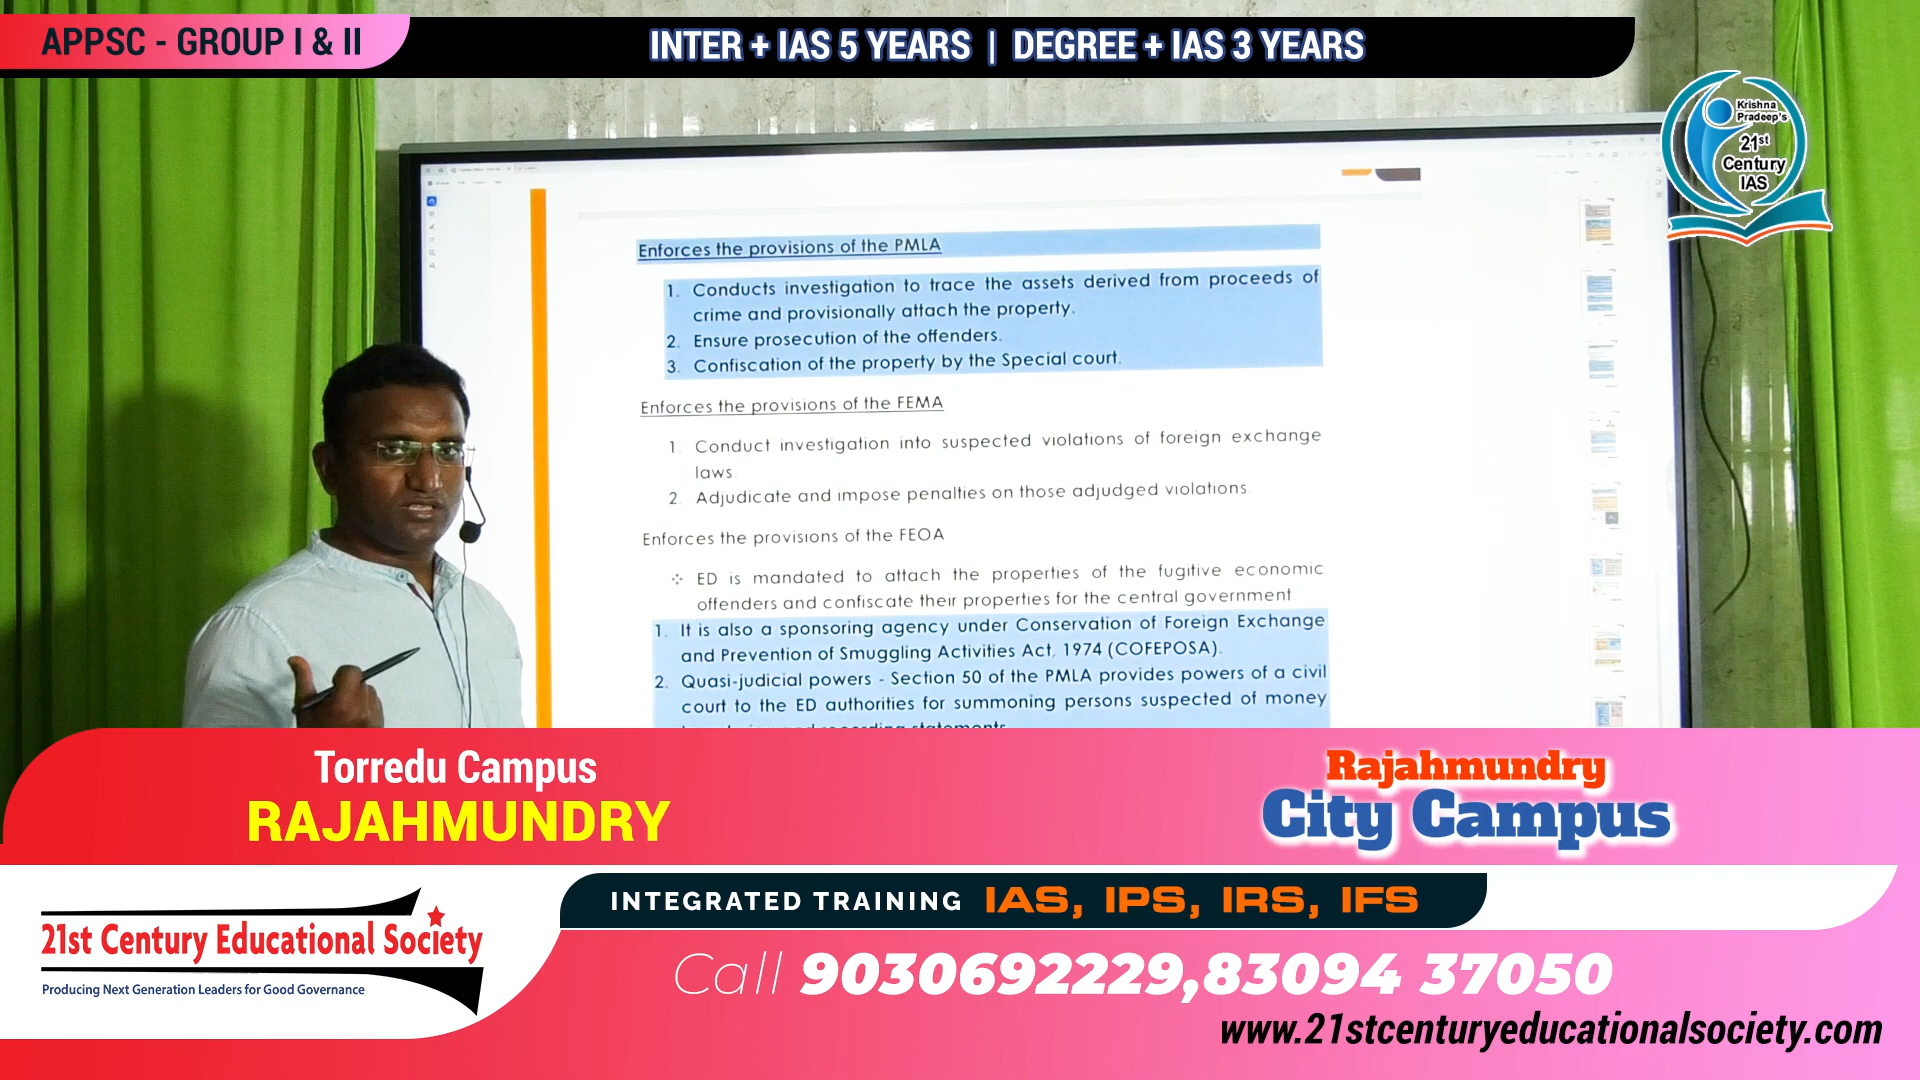 APPSC - GROUP I & II
INTER + IAS 5 YEARS | DEGREE + IAS 3 YEARS
Krishna
Pradeep's
21st
Century
IAS
Enforces the provisions of the PMLA
1. Conducts investigation to trace the assets derived from proceeds of
crime and provisionally attach the property.
2. Ensure prosecution of the offenders.
3. Confiscation of the property by the Special court.
Enforces the provisions of the FEMA
1. Conduct investigation into suspected violations of foreign exchange
laws.
2. Adjudicate and impose penalties on those adjudged violations.
Enforces the provisions of the FEOA
ED is mandated to attach the properties of the fugitive economic
offenders and confiscate their properties for the central government
1. It is also a sponsoring agency under Conservation of Foreign Exchange
and Prevention of Smuggling Activities Act, 1974 (COFEPOSA).
2. Quasi-judicial powers - Section 50 of the PMLA provides powers of a civil
court to the ED authorities for summoning persons suspected of money
Torredu Campus
RAJAHMUNDRY
Rajahmundry
City Campus
21st Century Educational Society
Producing Next Generation Leaders for Good Governance
INTEGRATED TRAINING IAS, IPS, IRS, IFS
Call 9030692229,83094 37050
www.21stcenturyeducationalsociety.com